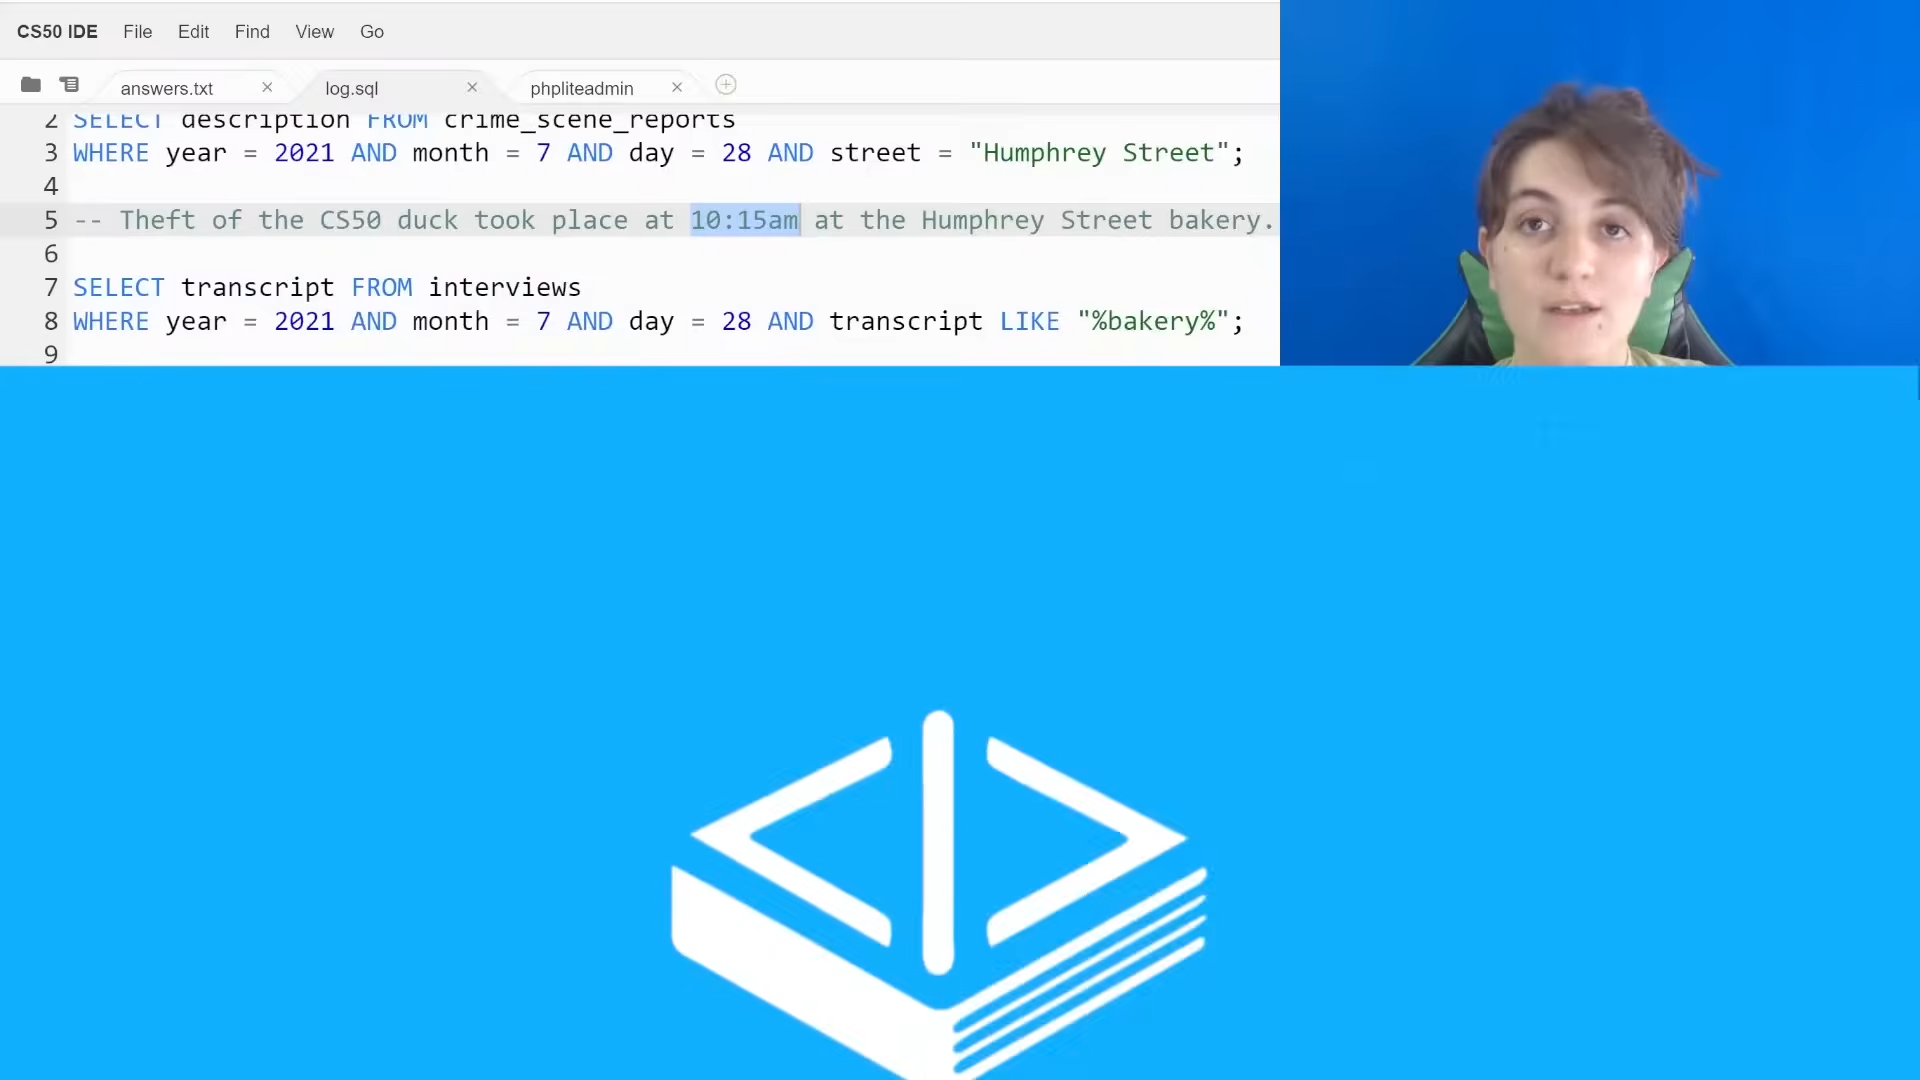 CS50 IDE File Edit Find View Go
answers.txt × log.sql × phpliteadmin ×
2 SELECT description FROM crime_scene_reports
3 WHERE year = 2021 AND month = 7 AND day = 28 AND street = "Humphrey Street";
4
5 -- Theft of the CS50 duck took place at 10:15am at the Humphrey Street bakery.
6
7 SELECT transcript FROM interviews
8 WHERE year = 2021 AND month = 7 AND day = 28 AND transcript LIKE "%bakery%";
9